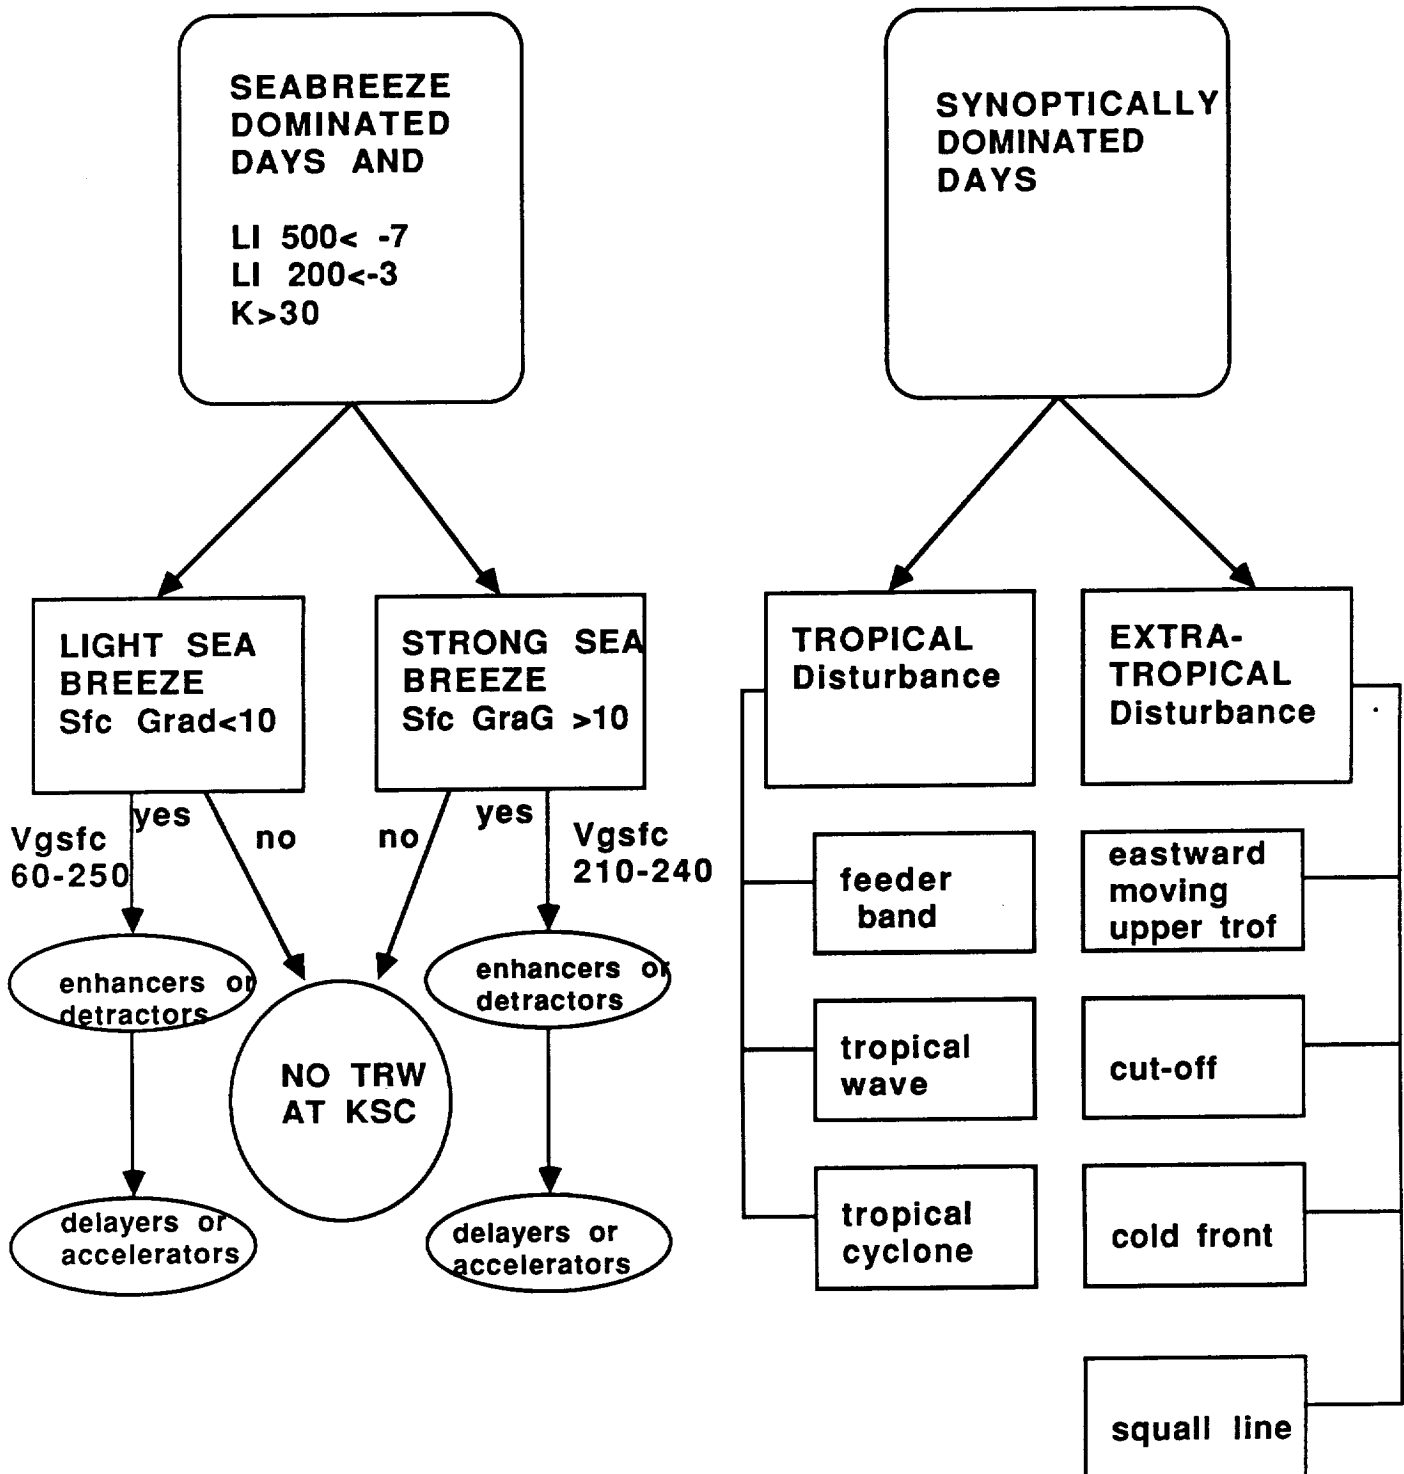 SEABREEZE
DOMINATED
DAYS AND
LI 500< -7
LI 200<-3
K>30
SYNOPTICALLY
DOMINATED
DAYS
LIGHT SEA
BREEZE
Sfc Grad<10
STRONG SEA
BREEZE
Sfc GraG >10
TROPICAL
Disturbance
EXTRA-
TROPICAL
Disturbance
yes
no
no
yes
Vgsfc
60-250
Vgsfc
210-240
enhancers or
detractors
enhancers or
detractors
NO TRW
AT KSC
delayers or
accelerators
delayers or
accelerators
feeder
band
tropical
wave
tropical
cyclone
eastward
moving
upper trof
cut-off
cold front
squall line